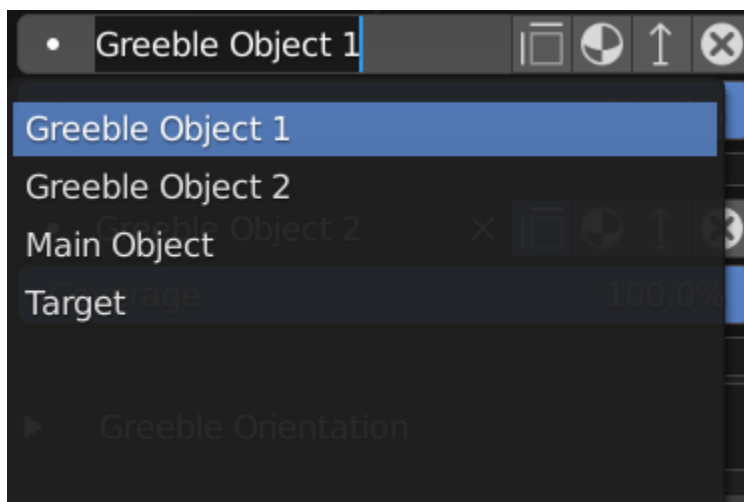 Greeble Object 1
Greeble Object 1
Greeble Object 2
Greeble Object 2
Main Object
Target
Coverage 100.0%
Greeble Orientation